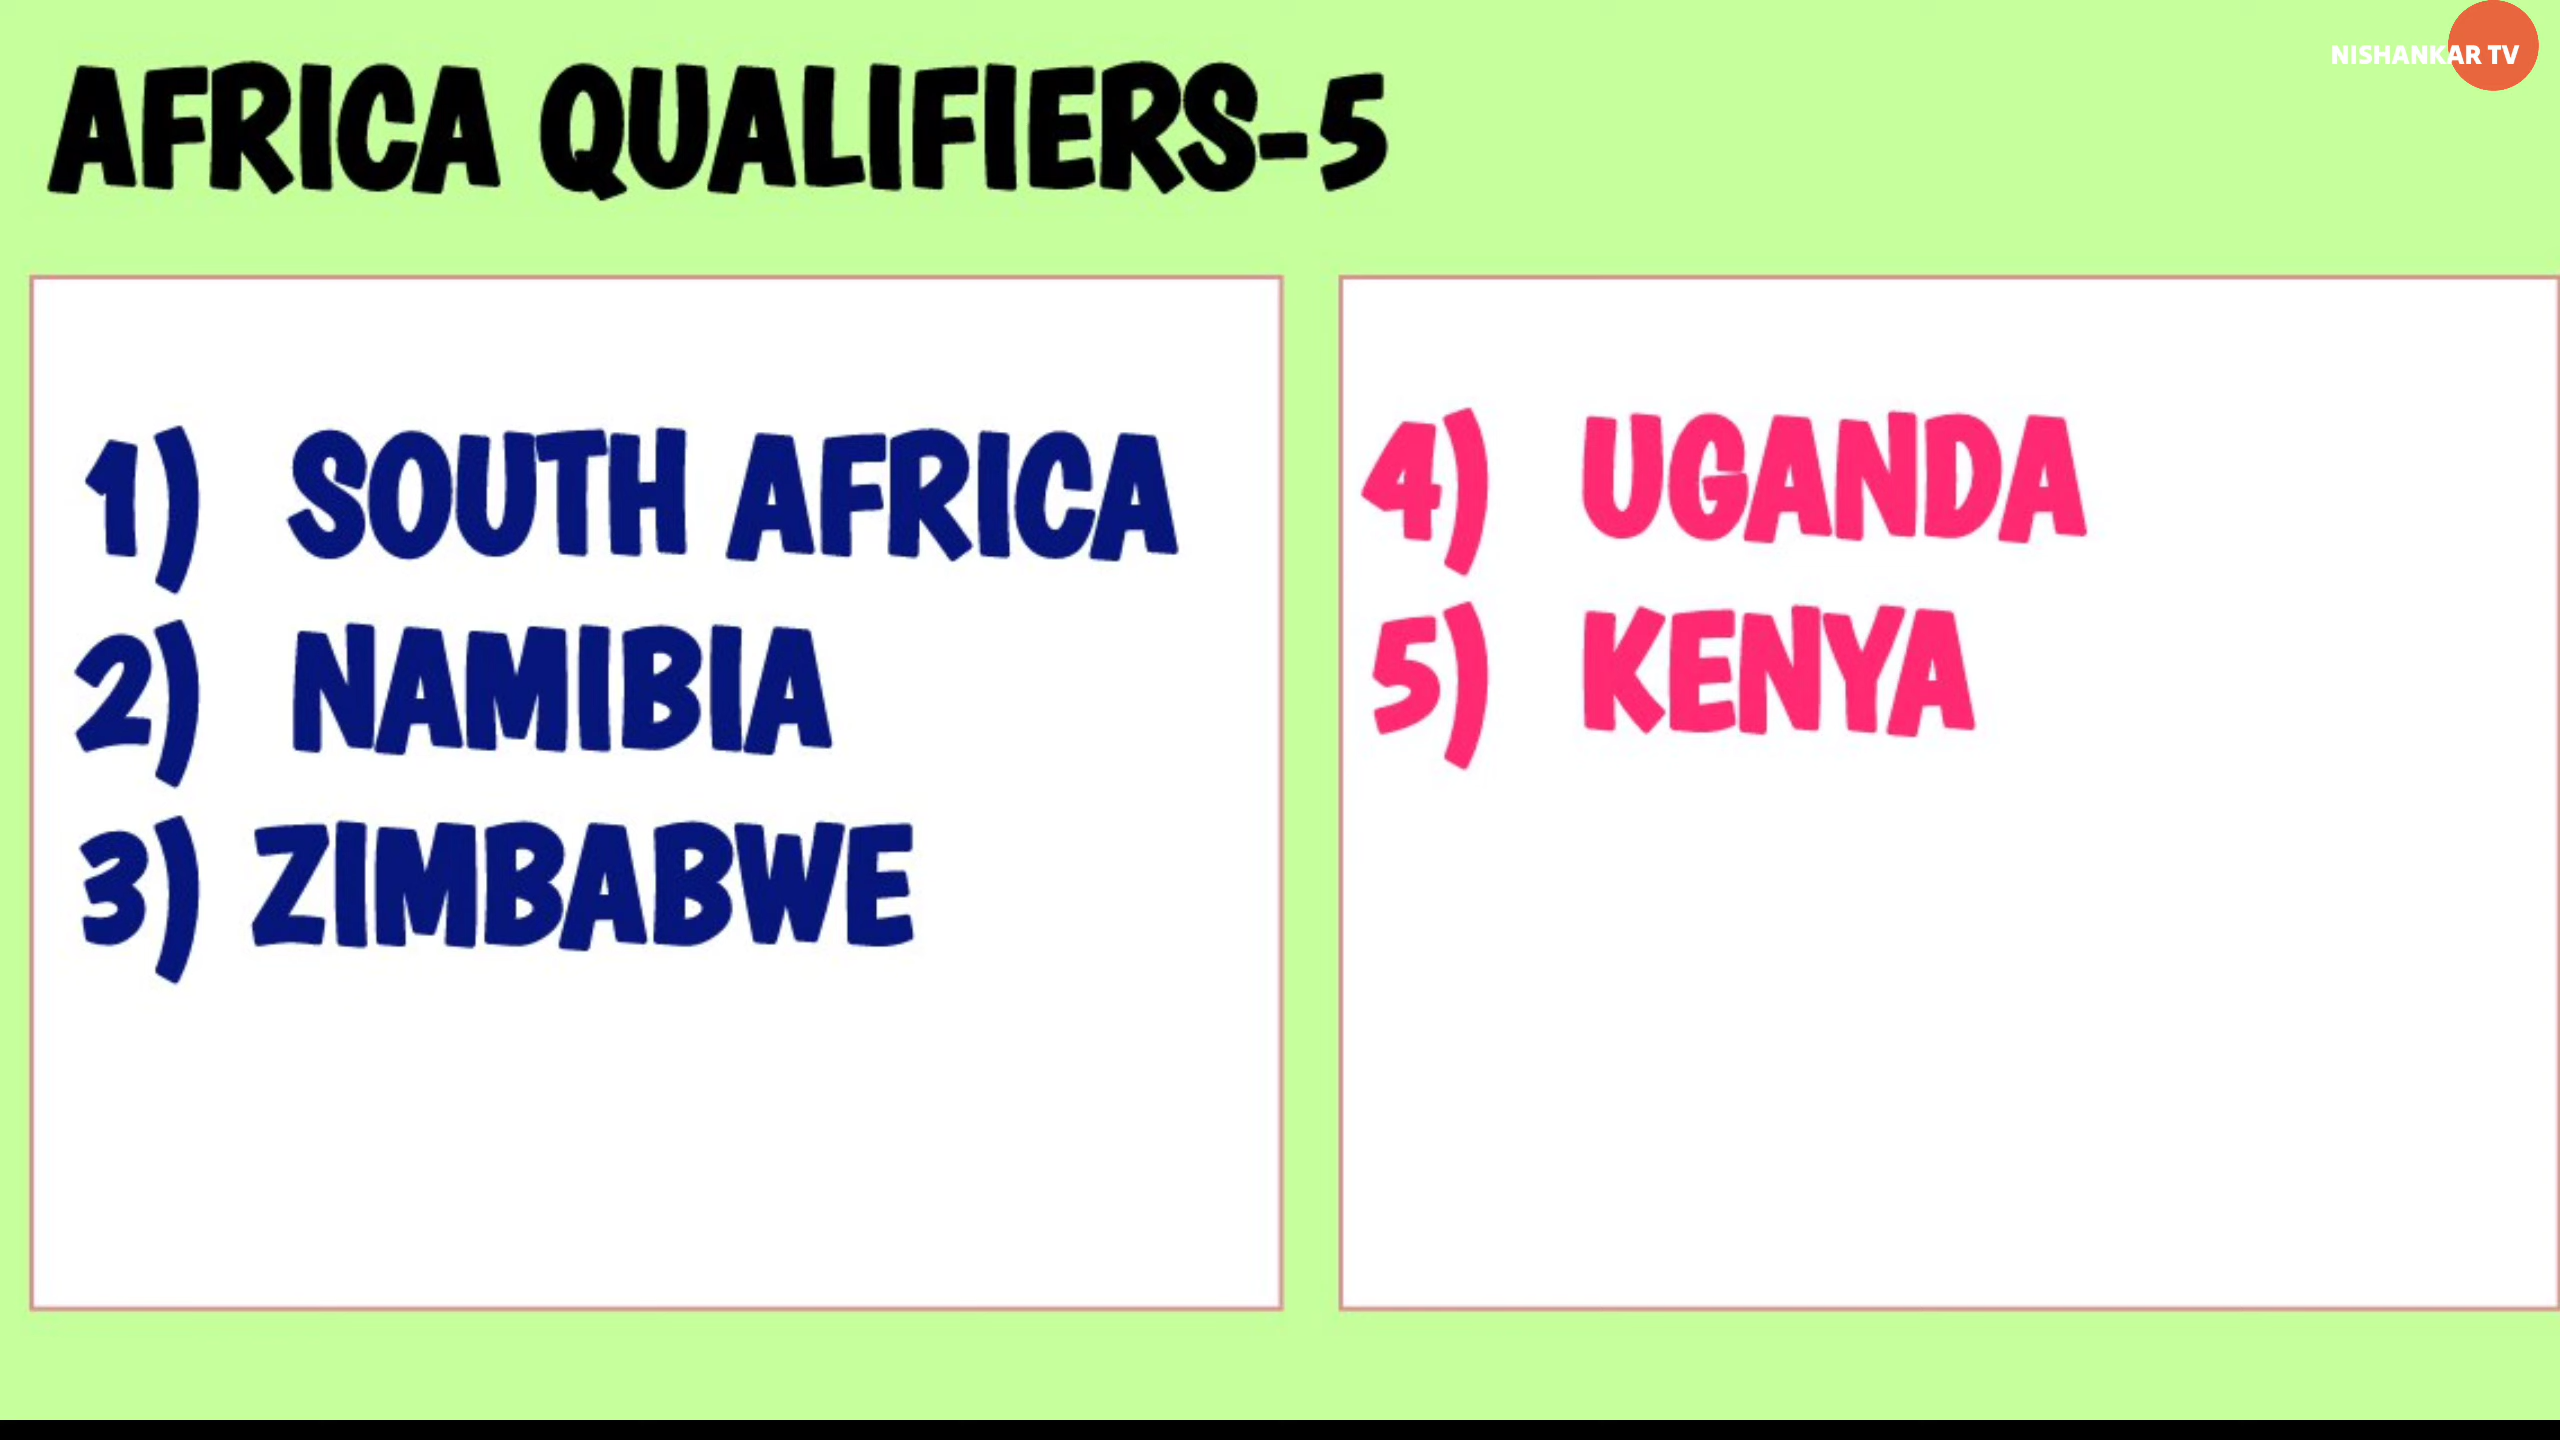 NISHANKAR TV
AFRICA QUALIFIERS-5
1) SOUTH AFRICA
2) NAMIBIA
3) ZIMBABWE
4) UGANDA
5) KENYA